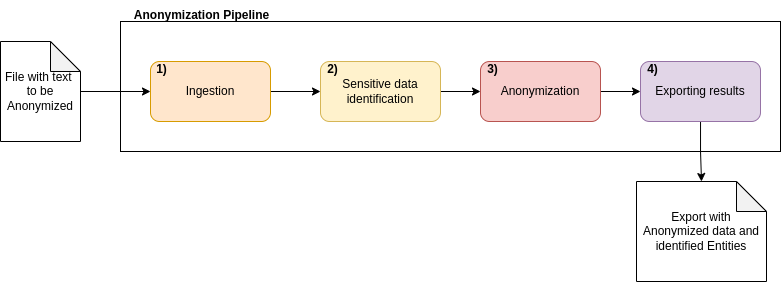 Anonymization Pipeline
File with text
to be
Anonymized
1)
Ingestion
2)
Sensitive data
identification
3)
Anonymization
4)
Exporting results
Export with
Anonymized data and
identified Entities